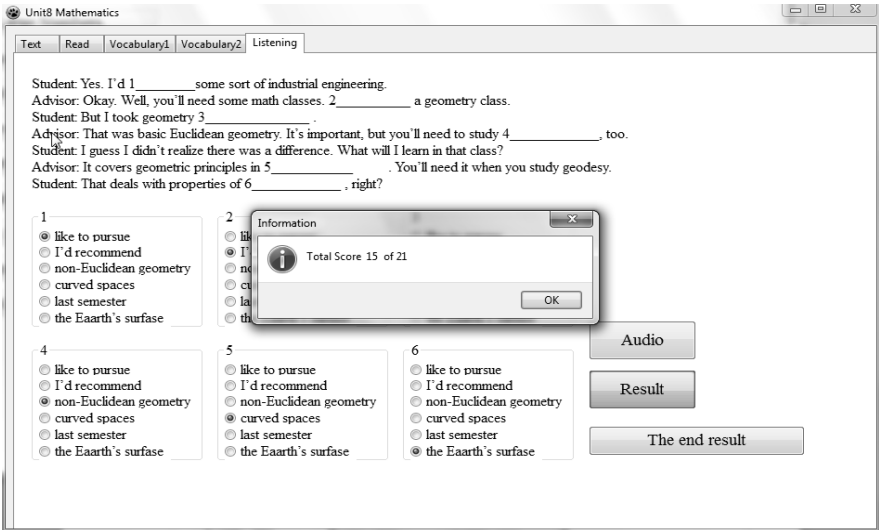 Unit8 Mathematics
Text Read Vocabulary1 Vocabulary2 Listening
Student: Yes. I'd 1_________some sort of industrial engineering.
Advisor: Okay. Well, you'll need some math classes. 2___________ a geometry class.
Student: But I took geometry 3________________ .
Advisor: That was basic Euclidean geometry. It's important, but you'll need to study 4______________, too.
Student: I guess I didn't realize there was a difference. What will I learn in that class?
Advisor: It covers geometric principles in 5_____________ . You'll need it when you study geodesy.
Student: That deals with properties of 6______________ , right?
1
like to pursue
I'd recommend
non-Euclidean geometry
curved spaces
last semester
the Eaarth's surfase
2
Information
Total Score 15 of 21
OK
4
like to pursue
I'd recommend
non-Euclidean geometry
curved spaces
last semester
the Eaarth's surfase
5
like to pursue
I'd recommend
non-Euclidean geometry
curved spaces
last semester
the Eaarth's surfase
6
like to pursue
I'd recommend
non-Euclidean geometry
curved spaces
last semester
the Eaarth's surfase
Audio
Result
The end result